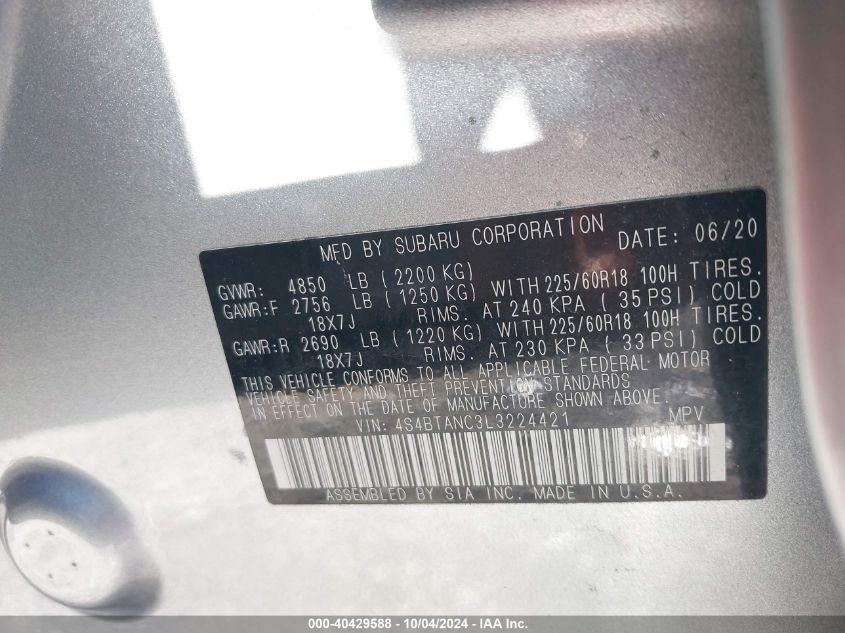 MFD BY SUBARU CORPORATION DATE: 06/20
GVWR: 4850 LB (2200 KG)
GAWR:F 2756 LB (1250 KG) WITH 225/60R18 100H TIRES.
18X7J RIMS. AT 240 KPA (35 PSI) COLD
GAWR:R 2690 LB (1220 KG) WITH 225/60R18 100H TIRES.
18X7J RIMS. AT 230 KPA (33 PSI) COLD
THIS VEHICLE CONFORMS TO ALL APPLICABLE FEDERAL MOTOR
VEHICLE SAFETY AND THEFT PREVENTION STANDARDS
IN EFFECT ON THE DATE OF MANUFACTURE SHOWN ABOVE.
VIN: 4S4BTANC3L3224421 MPV
ASSEMBLED BY SIA INC. MADE IN U.S.A.
000-40429588 - 10/04/2024 - IAA Inc.